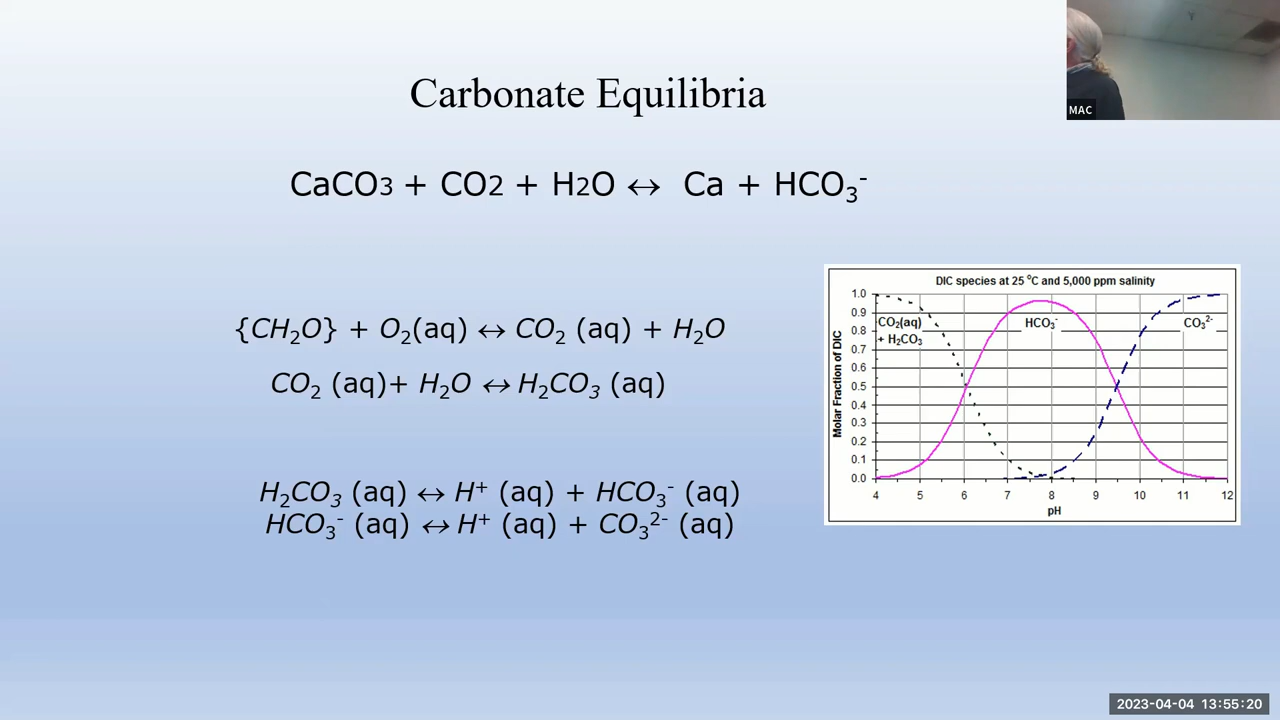 MAC
Carbonate Equilibria
CaCO3 + CO2 + H2O ↔ Ca + HCO₃⁻
{CH₂O} + O₂(aq) ↔ CO₂ (aq) + H₂O
CO₂ (aq)+ H₂O ↔ H₂CO₃ (aq)
H₂CO₃ (aq) ↔ H⁺ (aq) + HCO₃⁻ (aq)
HCO₃⁻ (aq) ↔ H⁺ (aq) + CO₃²⁻ (aq)
DIC species at 25 °C and 5,000 ppm salinity
Molar Fraction of DIC
1.0
0.9
0.8
0.7
0.6
0.5
0.4
0.3
0.2
0.1
0.0
CO₂(aq)
+ H₂CO₃
HCO₃⁻
CO₃²⁻
4 5 6 7 8 9 10 11 12
pH
2023-04-04 13:55:20